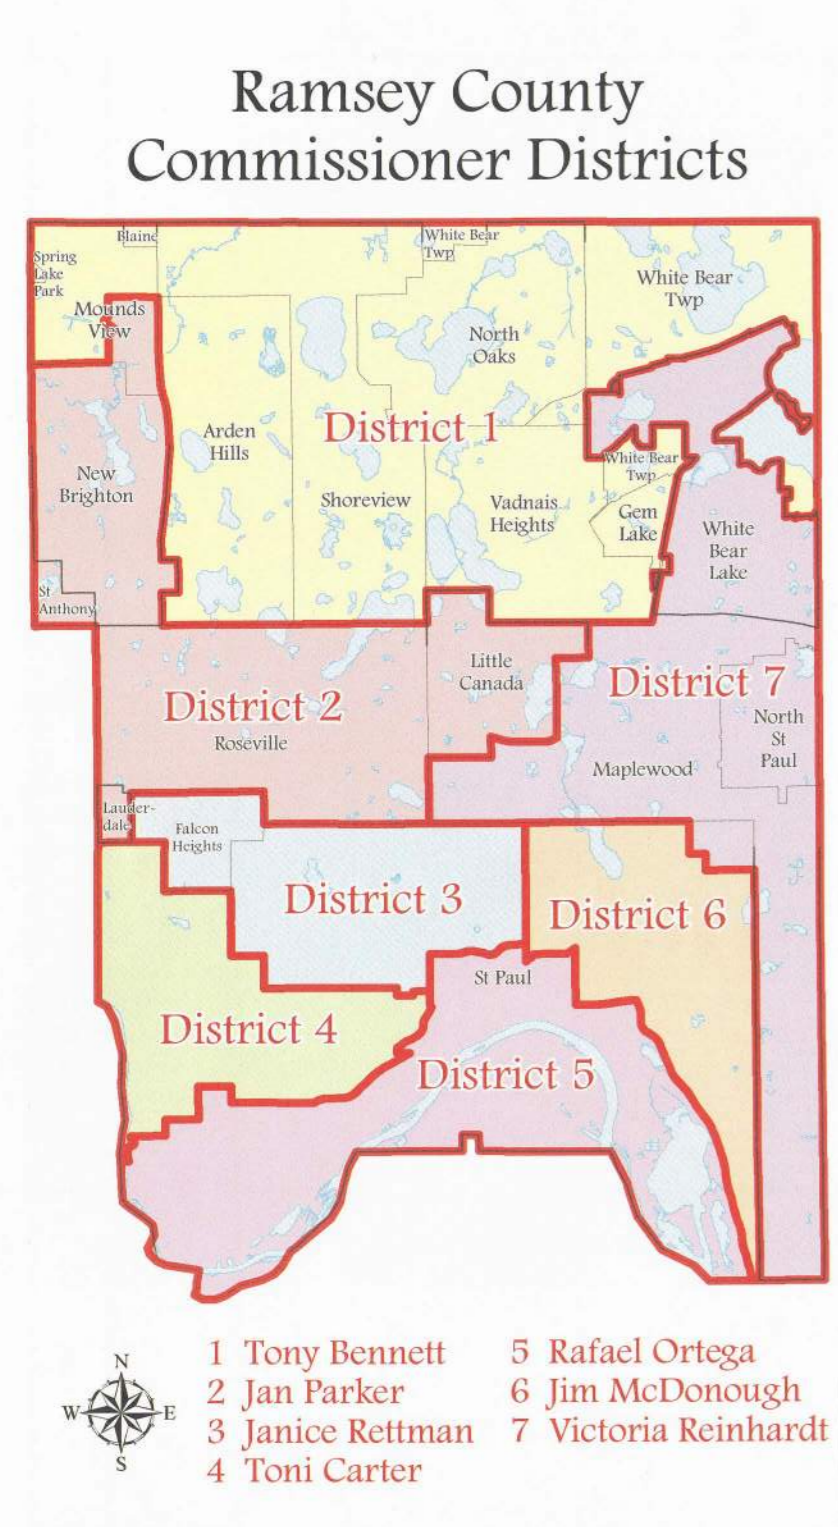 Ramsey County
Commissioner Districts
Blaine
White Bear
Twp
Spring
Lake
Park
White Bear
Twp
Mounds
View
North
Oaks
District 1
Arden
Hills
White Bear
Twp
New
Brighton
Shoreview
Vadnais
Heights
Gem
Lake
White
Bear
Lake
St
Anthony
Little
Canada
District 7
District 2
North
St
Paul
Roseville
Maplewood
Lauder-
dale
Falcon
Heights
District 3
District 6
St Paul
District 4
District 5
N
W E
S
1 Tony Bennett
2 Jan Parker
3 Janice Rettman
4 Toni Carter
5 Rafael Ortega
6 Jim McDonough
7 Victoria Reinhardt